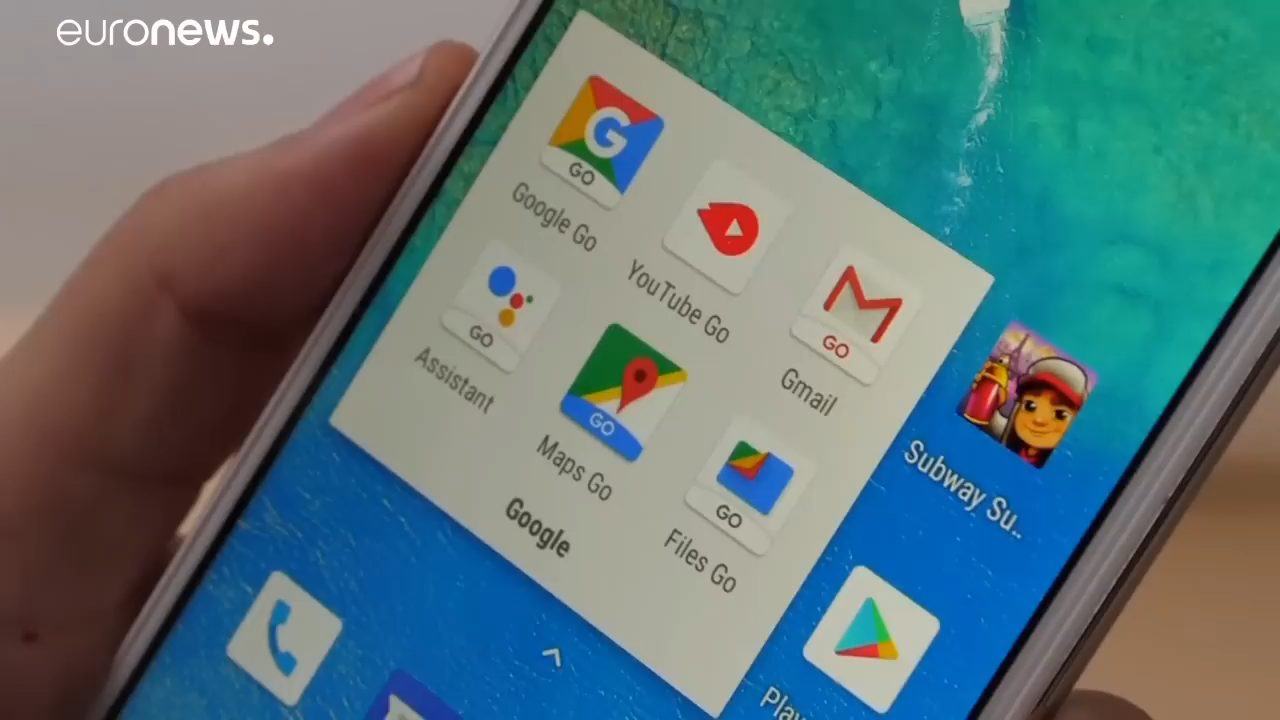 euronews.
GO
Google Go
YouTube Go
GO
Gmail
GO
Assistant
GO
Maps Go
GO
Files Go
Google
Subway Su..
Play